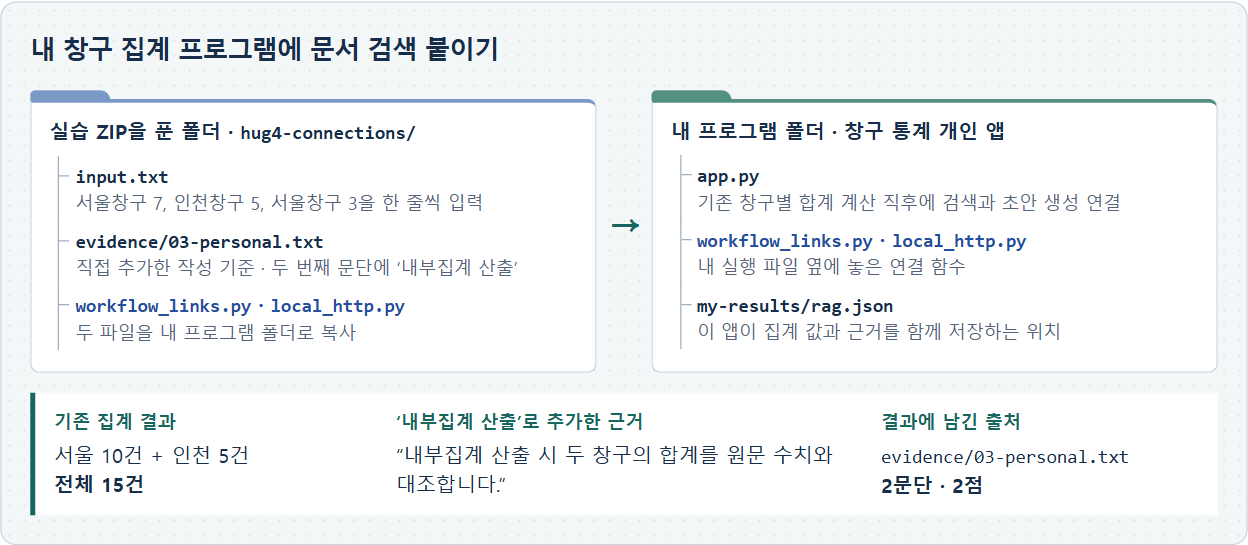 내 창구 집계 프로그램에 문서 검색 붙이기
실습 ZIP을 푼 폴더 · hug4-connections/
input.txt
서울창구 7, 인천창구 5, 서울창구 3을 한 줄씩 입력
evidence/03-personal.txt
직접 추가한 작성 기준 · 두 번째 문단에 ‘내부집계 산출’
workflow_links.py · local_http.py
두 파일을 내 프로그램 폴더로 복사
→
내 프로그램 폴더 · 창구 통계 개인 앱
app.py
기존 창구별 합계 계산 직후에 검색과 초안 생성 연결
workflow_links.py · local_http.py
내 실행 파일 옆에 놓은 연결 함수
my-results/rag.json
이 앱이 집계 값과 근거를 함께 저장하는 위치
기존 집계 결과
서울 10건 + 인천 5건
전체 15건
‘내부집계 산출’로 추가한 근거
“내부집계 산출 시 두 창구의 합계를 원문 수치와
대조합니다.”
결과에 남긴 출처
evidence/03-personal.txt
2문단 · 2점